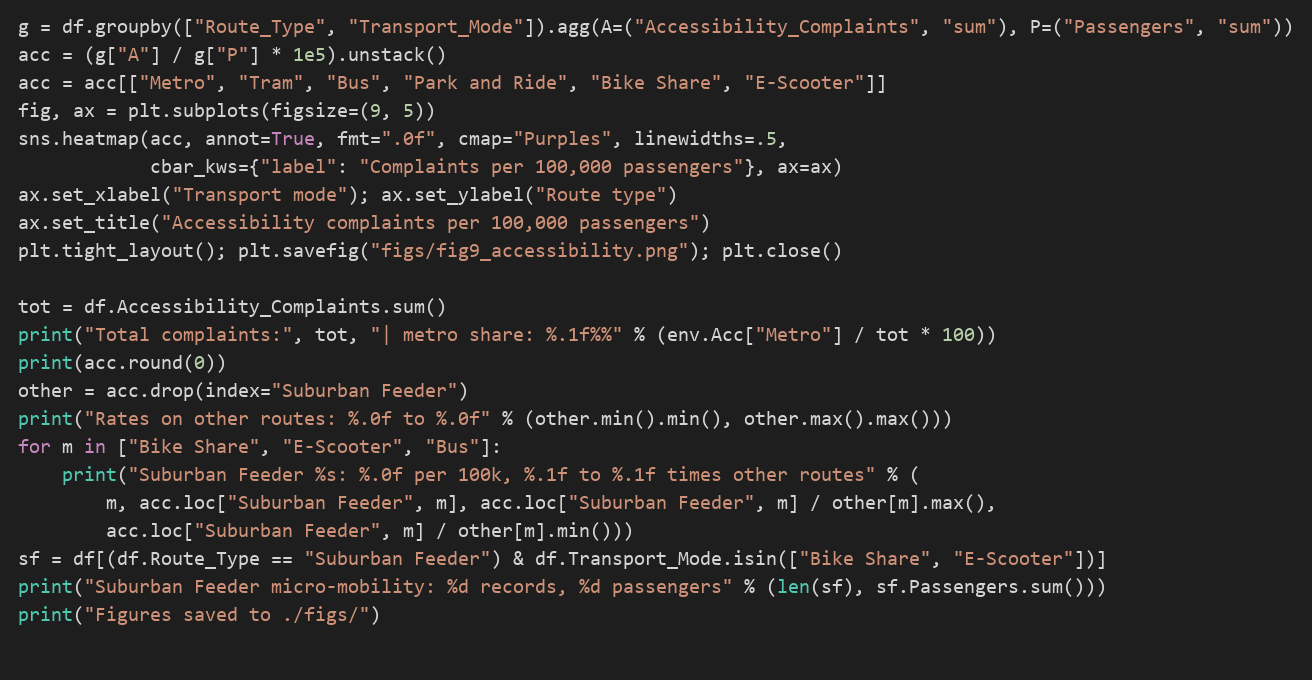 g = df.groupby(["Route_Type", "Transport_Mode"]).agg(A=("Accessibility_Complaints", "sum"), P=("Passengers", "sum"))
acc = (g["A"] / g["P"] * 1e5).unstack()
acc = acc[["Metro", "Tram", "Bus", "Park and Ride", "Bike Share", "E-Scooter"]]
fig, ax = plt.subplots(figsize=(9, 5))
sns.heatmap(acc, annot=True, fmt=".0f", cmap="Purples", linewidths=.5,
            cbar_kws={"label": "Complaints per 100,000 passengers"}, ax=ax)
ax.set_xlabel("Transport mode"); ax.set_ylabel("Route type")
ax.set_title("Accessibility complaints per 100,000 passengers")
plt.tight_layout(); plt.savefig("figs/fig9_accessibility.png"); plt.close()

tot = df.Accessibility_Complaints.sum()
print("Total complaints:", tot, "| metro share: %.1f%%" % (env.Acc["Metro"] / tot * 100))
print(acc.round(0))
other = acc.drop(index="Suburban Feeder")
print("Rates on other routes: %.0f to %.0f" % (other.min().min(), other.max().max()))
for m in ["Bike Share", "E-Scooter", "Bus"]:
    print("Suburban Feeder %s: %.0f per 100k, %.1f to %.1f times other routes" % (
        m, acc.loc["Suburban Feeder", m], acc.loc["Suburban Feeder", m] / other[m].max(),
        acc.loc["Suburban Feeder", m] / other[m].min()))
sf = df[(df.Route_Type == "Suburban Feeder") & df.Transport_Mode.isin(["Bike Share", "E-Scooter"])]
print("Suburban Feeder micro-mobility: %d records, %d passengers" % (len(sf), sf.Passengers.sum()))
print("Figures saved to ./figs/")